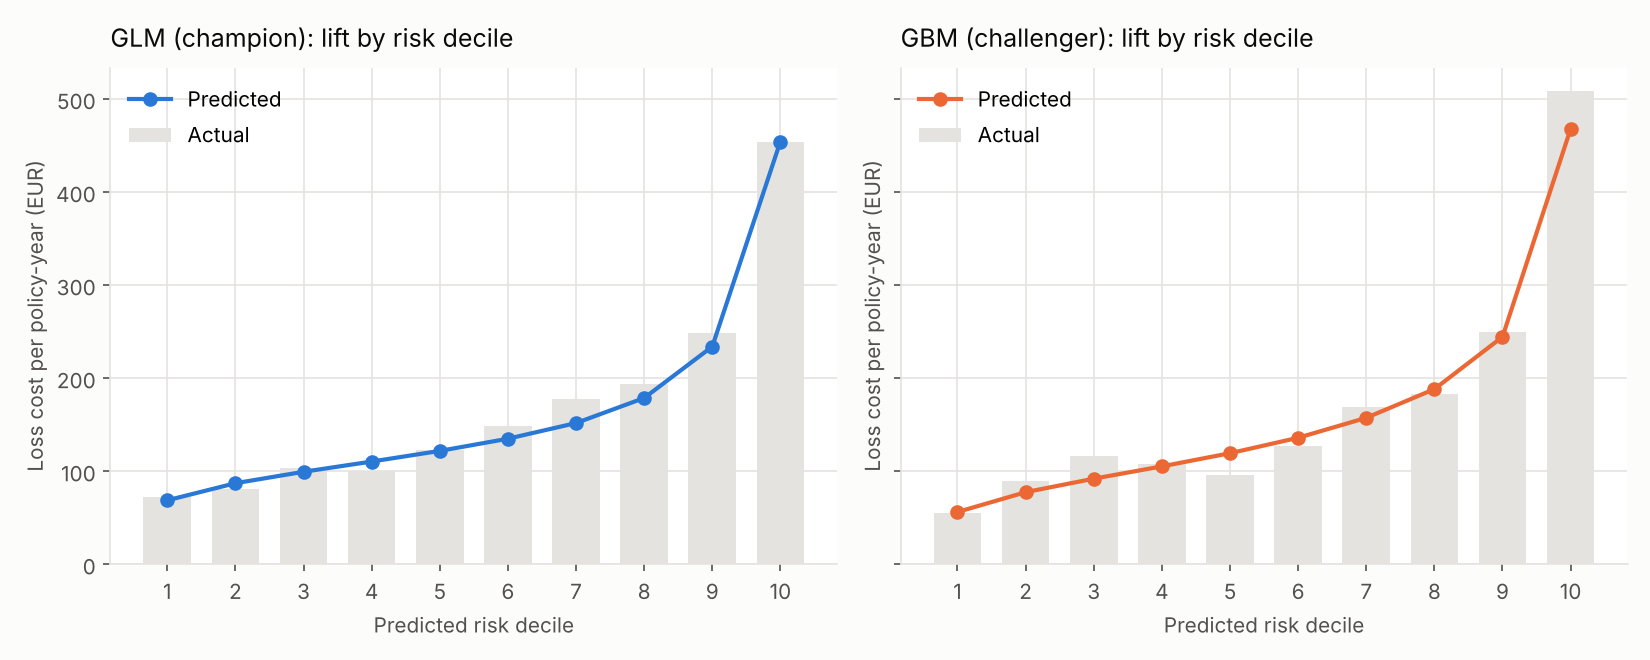 GLM (champion): lift by risk decile
Predicted
Actual
500
400
300
200
100
0
Loss cost per policy-year (EUR)
1 2 3 4 5 6 7 8 9 10
Predicted risk decile
GBM (challenger): lift by risk decile
Predicted
Actual
Loss cost per policy-year (EUR)
1 2 3 4 5 6 7 8 9 10
Predicted risk decile